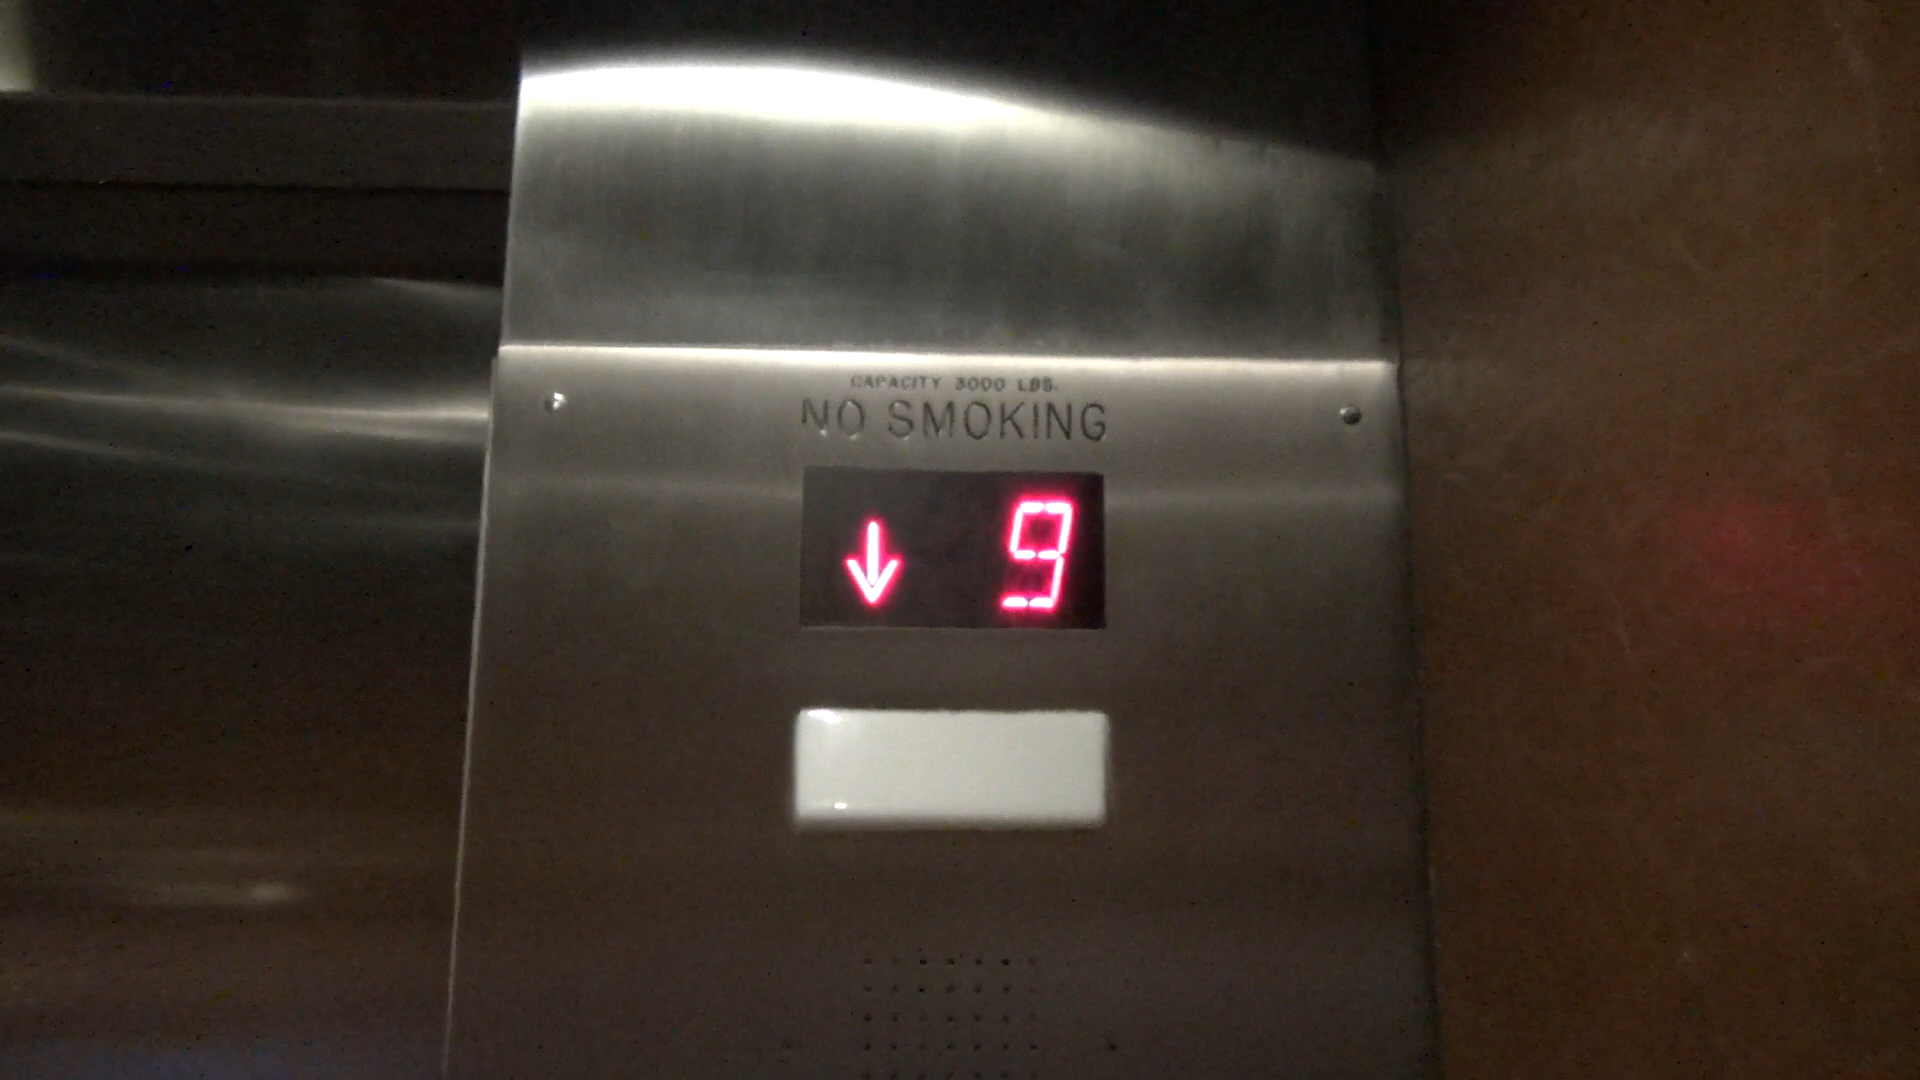 CAPACITY 3000 LBS.
NO SMOKING
↓ 9